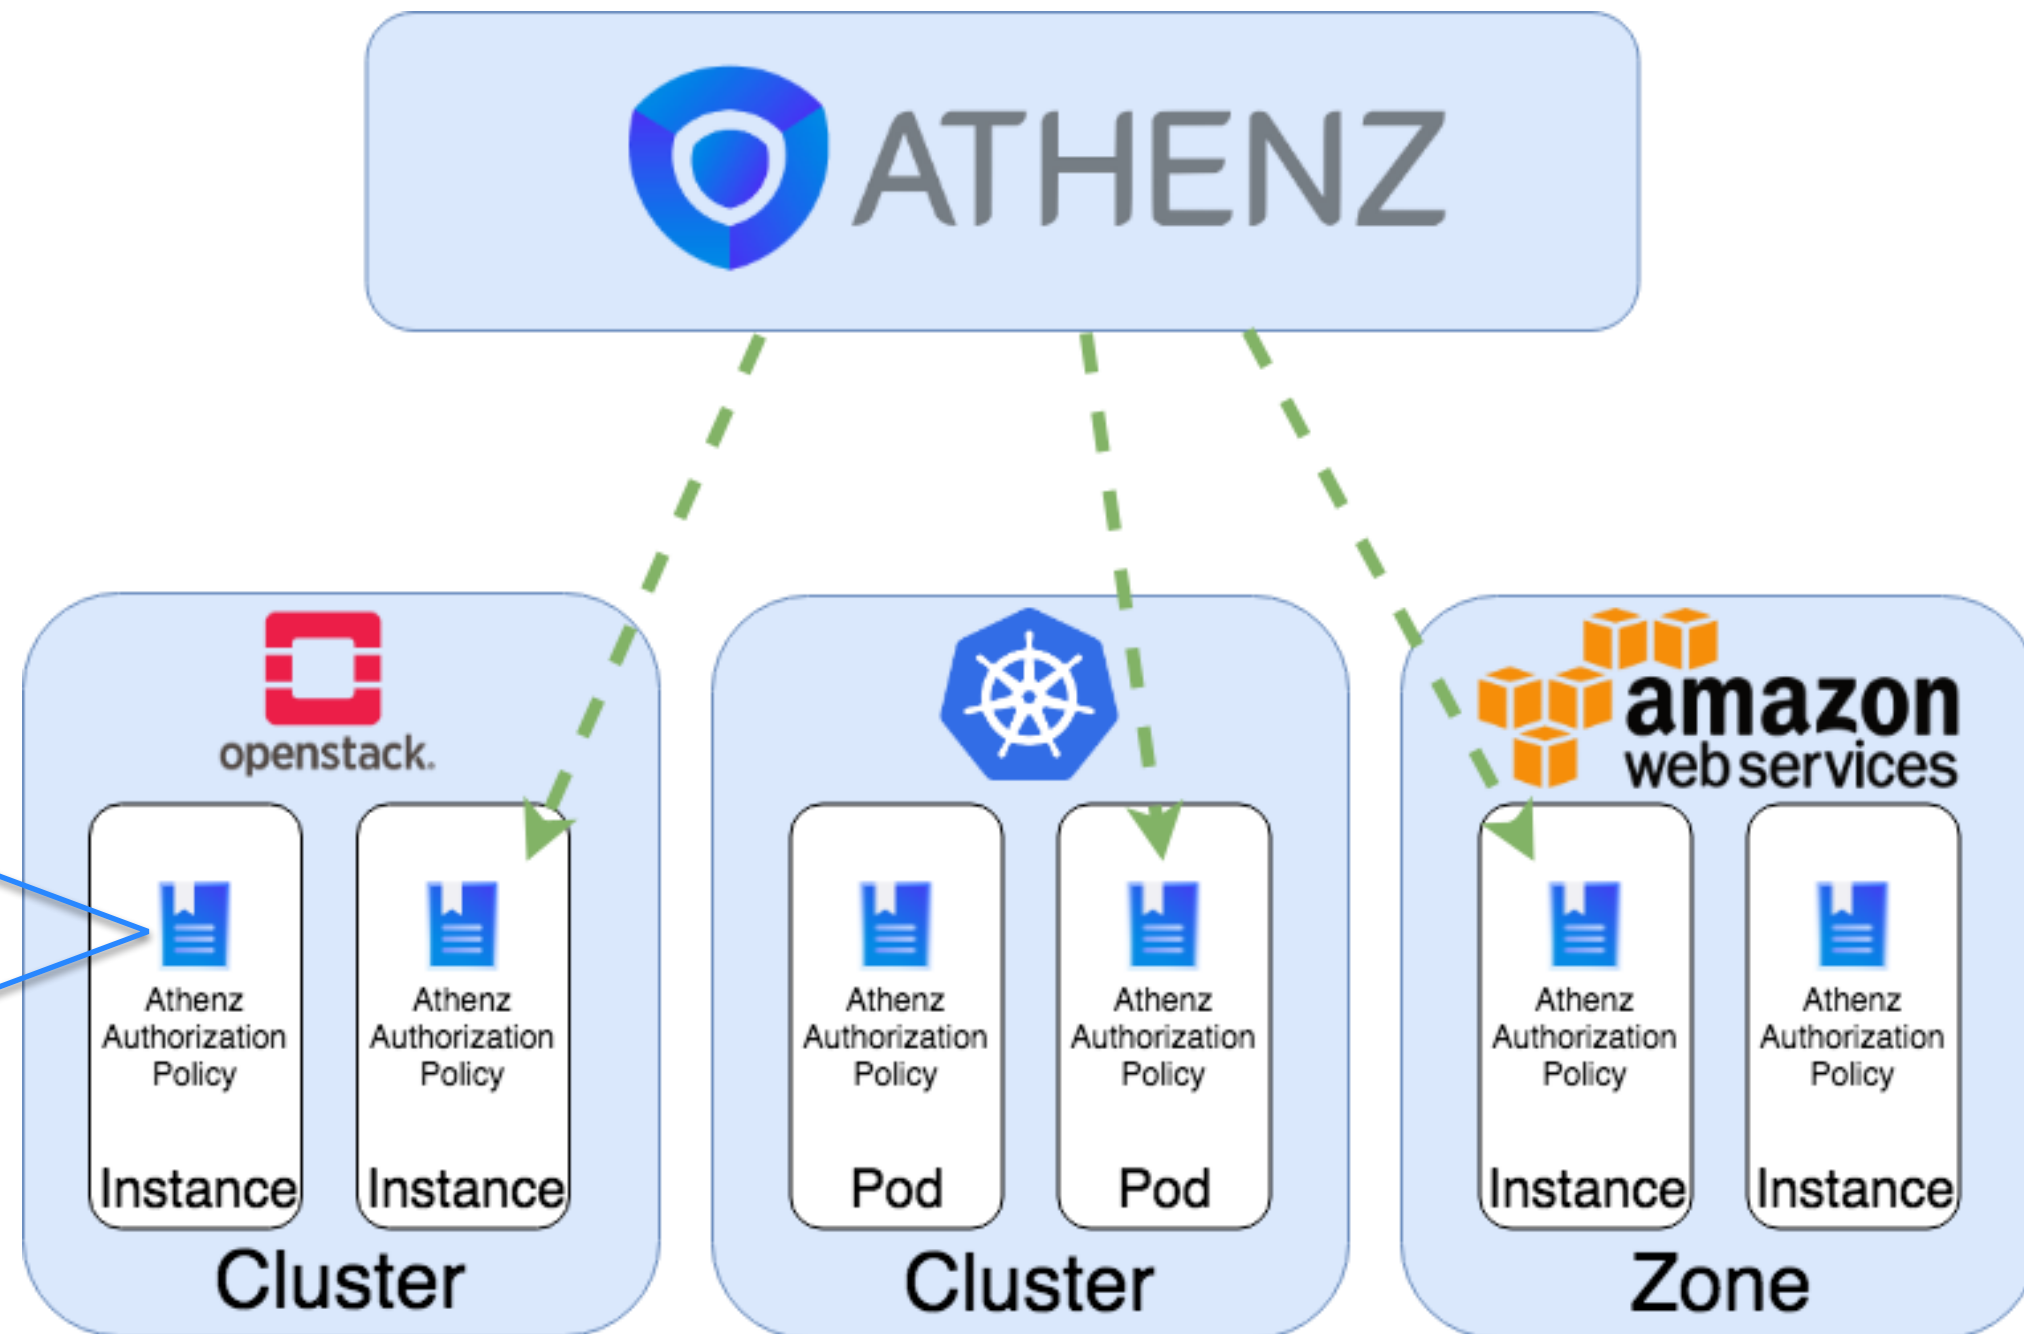 ATHENZ
openstack.
Athenz
Authorization
Policy
Instance
Athenz
Authorization
Policy
Instance
Cluster
Athenz
Authorization
Policy
Pod
Athenz
Authorization
Policy
Pod
Cluster
amazon
web services
Athenz
Authorization
Policy
Instance
Athenz
Authorization
Policy
Instance
Zone